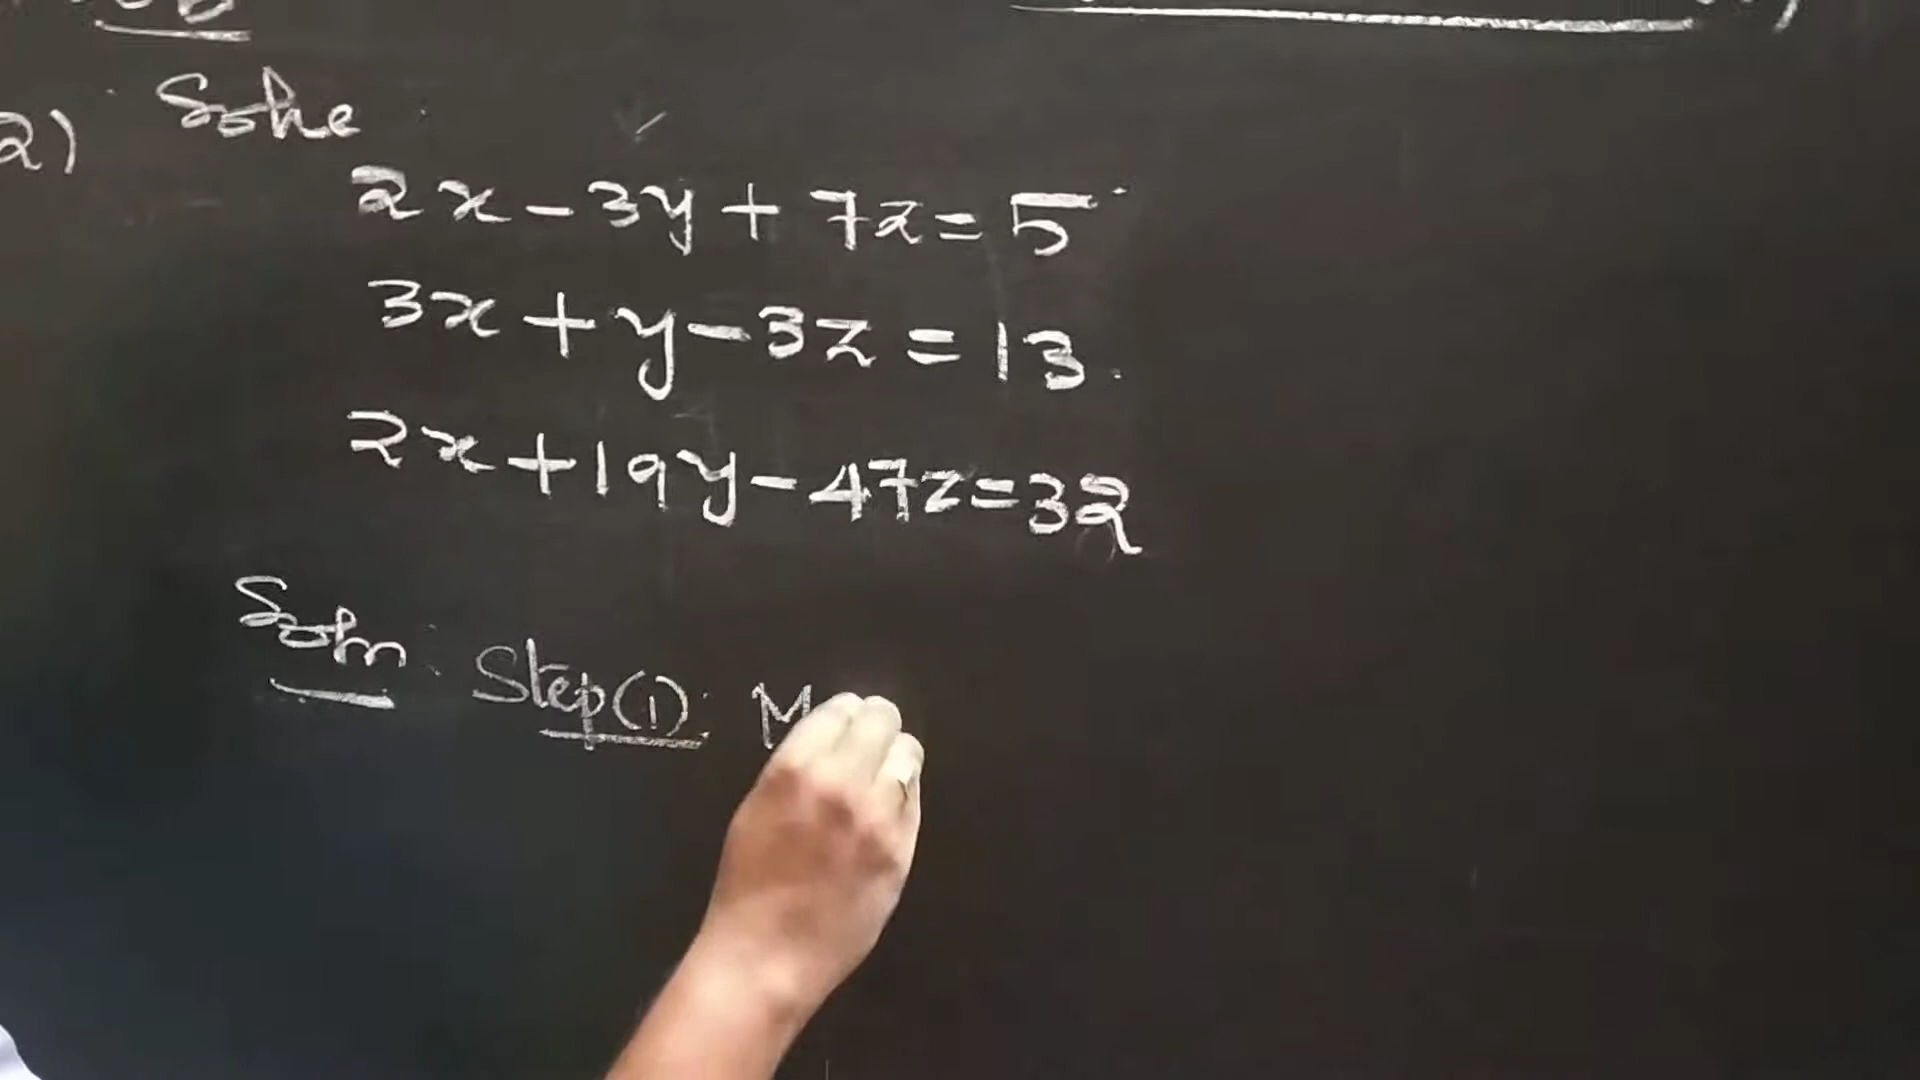 2) Solve
2x - 3y + 7z = 5
3x + y - 3z = 13
2x + 19y - 47z = 32
Soln: Step(1): M